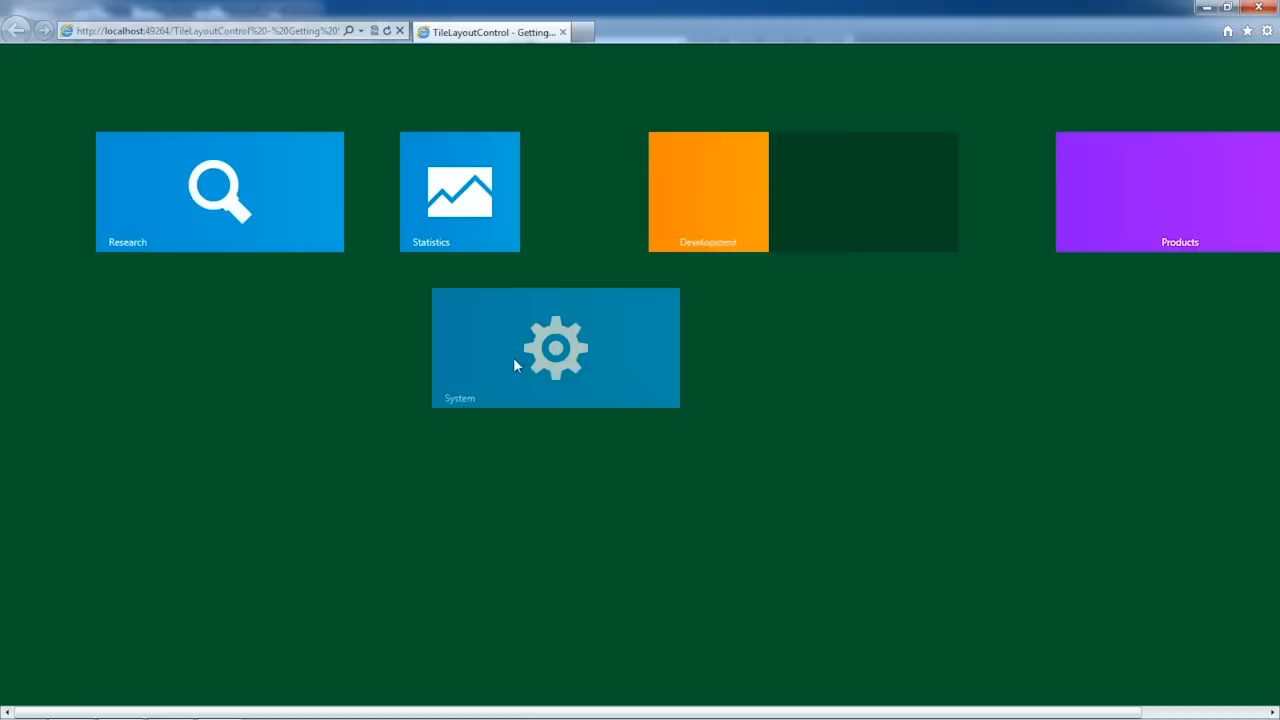 http://localhost:49264/TileLayoutControl%20-%20Getting%20
TileLayoutControl - Getting...
Research
Statistics
Development
Products
System